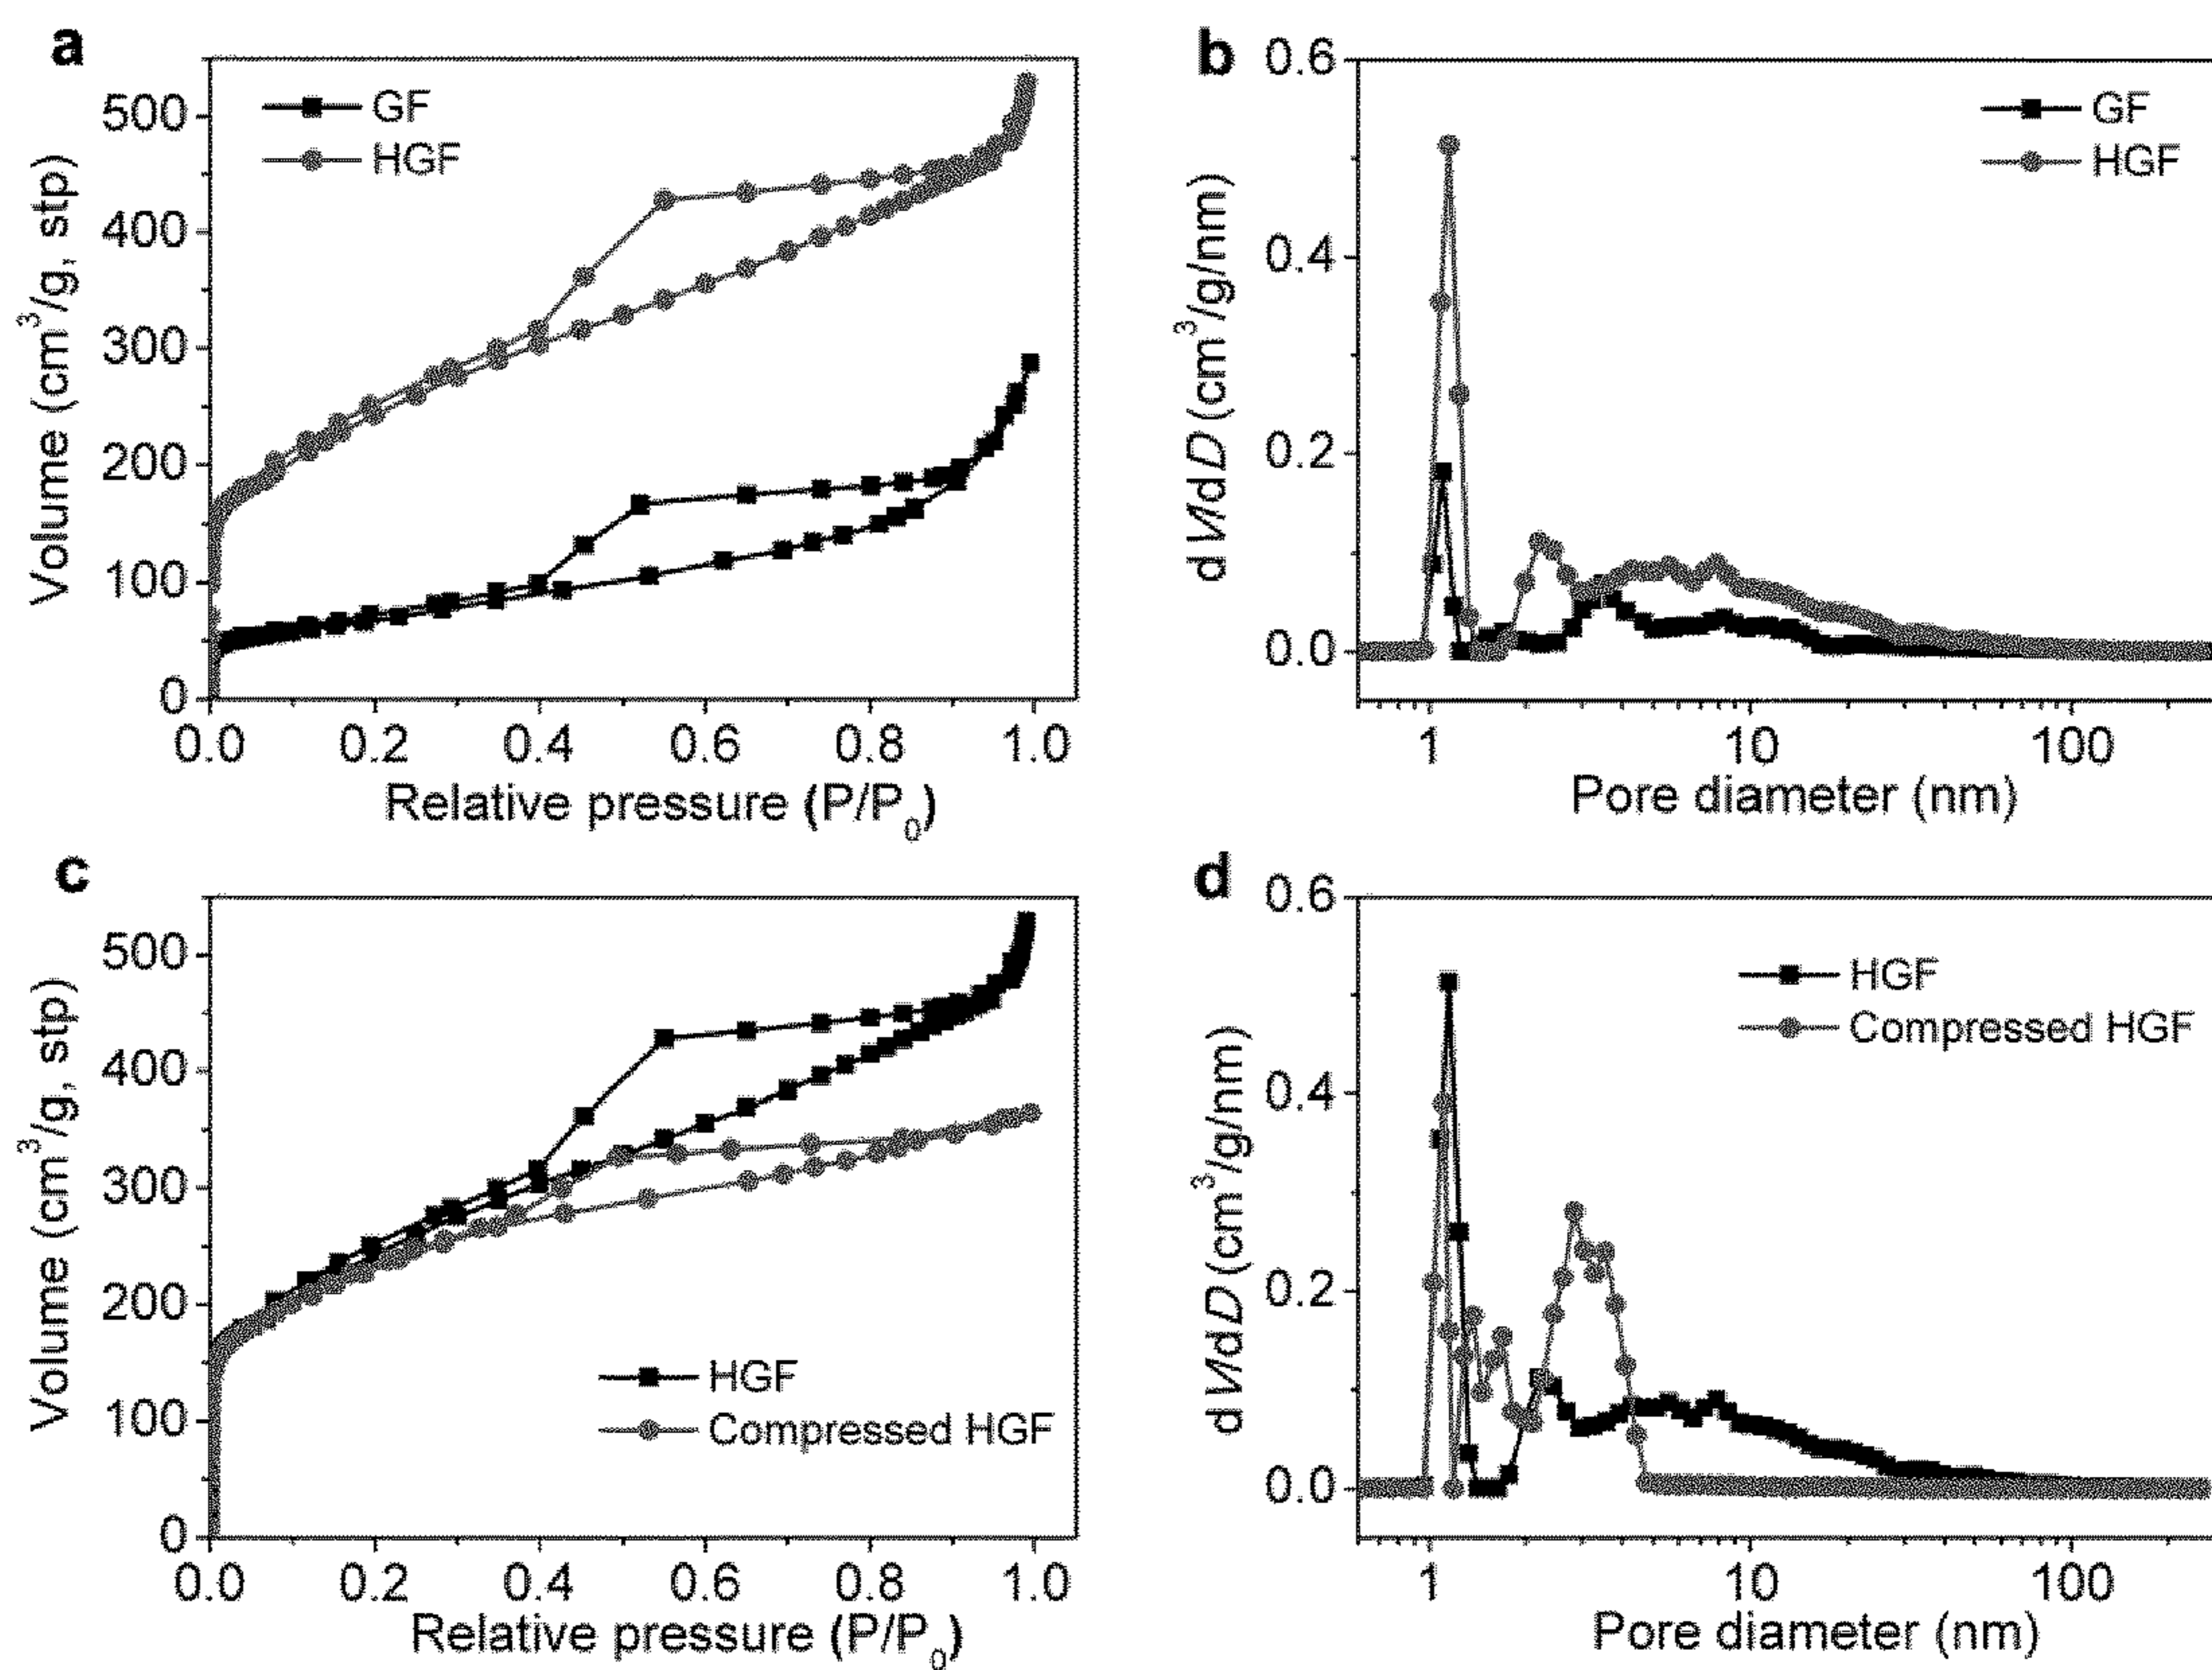 a
GF
HGF
500
400
300
200
100
0
0.0 0.2 0.4 0.6 0.8 1.0
Volume (cm³/g, stp)
Relative pressure (P/P₀)
b
GF
HGF
0.6
0.4
0.2
0.0
1 10 100
dV/dD (cm³/g/nm)
Pore diameter (nm)
c
HGF
Compressed HGF
500
400
300
200
100
0
0.0 0.2 0.4 0.6 0.8 1.0
Volume (cm³/g, stp)
Relative pressure (P/P₀)
d
HGF
Compressed HGF
0.6
0.4
0.2
0.0
1 10 100
dV/dD (cm³/g/nm)
Pore diameter (nm)